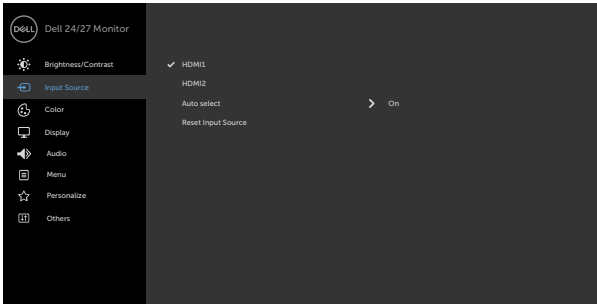 DELL Dell 24/27 Monitor
Brightness/Contrast
Input Source
Color
Display
Audio
Menu
Personalize
Others
HDMI1
HDMI2
Auto select On
Reset Input Source